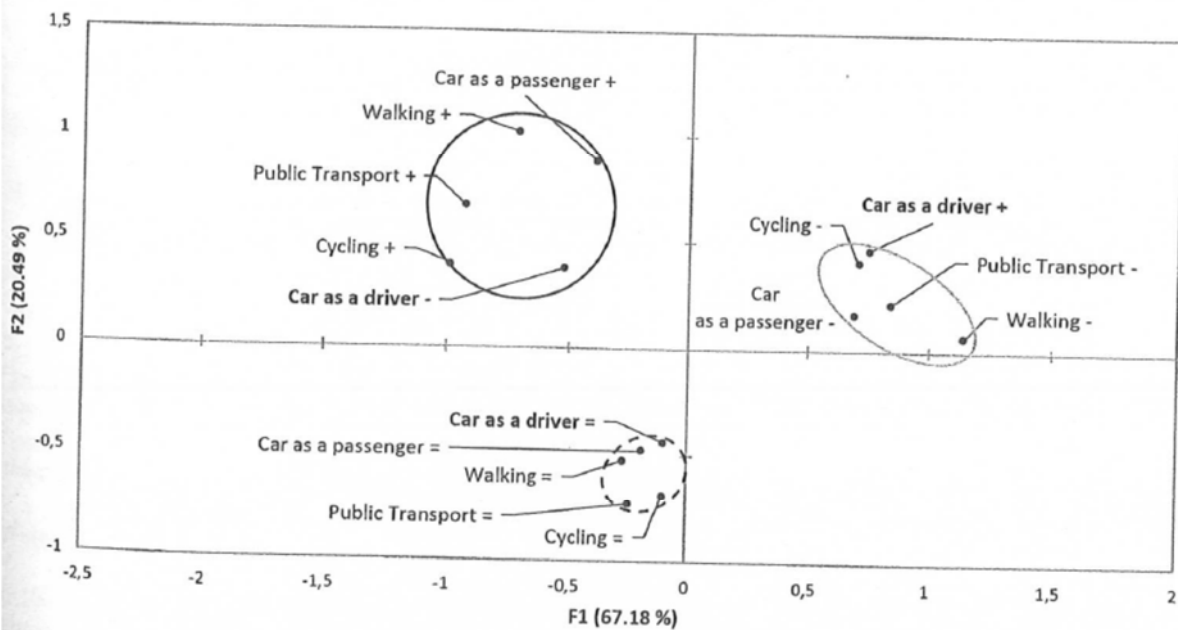 1,5
Car as a passenger +
Walking +
1
Public Transport +
Car as a driver +
Cycling -
0,5
Cycling +
Public Transport -
Car as a driver -
Car
as a passenger -
Walking -
F2 (20.49 %)
0
Car as a driver =
-0,5
Car as a passenger =
Walking =
Public Transport =
Cycling =
-1
-2,5
-2
-1,5
-1
-0,5
0
0,5
1
1,5
2
F1 (67.18 %)